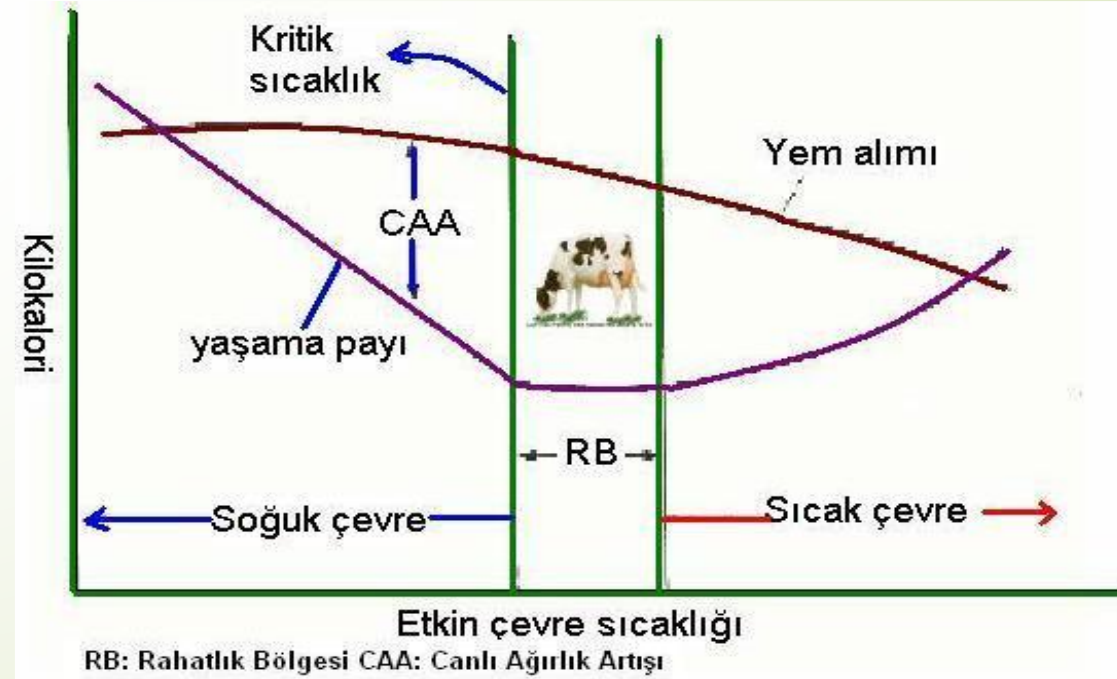 Kritik
sıcaklık
Yem alımı
CAA
Kilokalori
yaşama payı
RB
Soğuk çevre
Sıcak çevre
Etkin çevre sıcaklığı
RB: Rahatlık Bölgesi CAA: Canlı Ağırlık Artışı